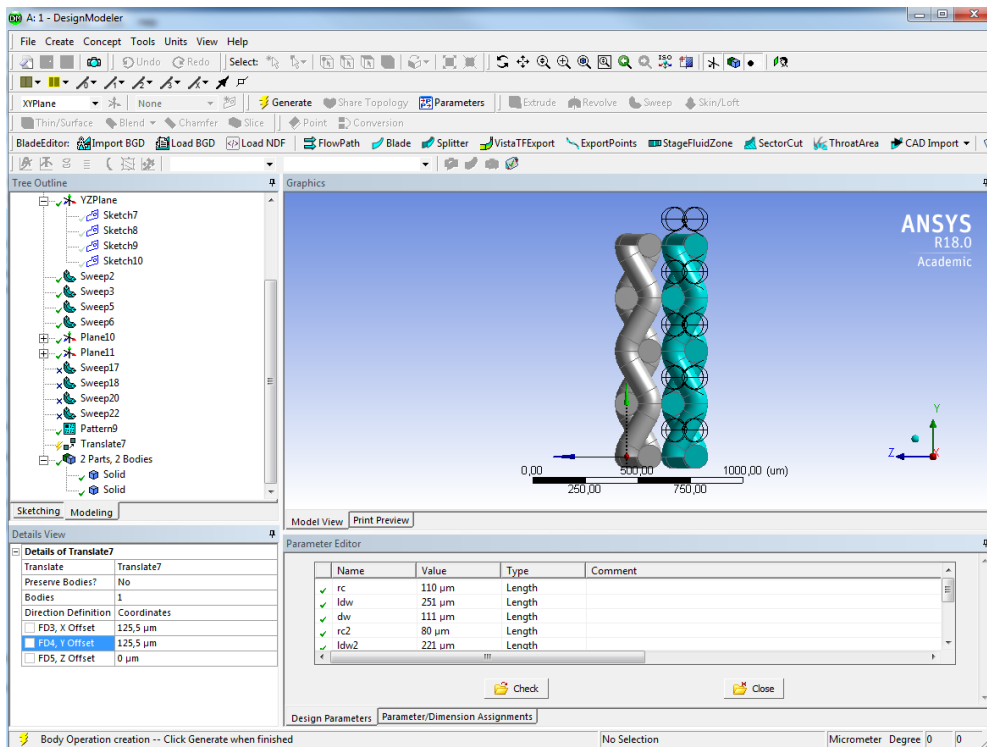 A: 1 - DesignModeler
File Create Concept Tools Units View Help
Undo Redo Select: ISO
XYPlane None Generate Share Topology Parameters Extrude Revolve Sweep Skin/Loft
Thin/Surface Blend Chamfer Slice Point Conversion
BladeEditor: Import BGD Load BGD Load NDF FlowPath Blade Splitter VistaTFExport ExportPoints StageFluidZone SectorCut ThroatArea CAD Import
Tree Outline
YZPlane
Sketch7
Sketch8
Sketch9
Sketch10
Sweep2
Sweep3
Sweep5
Sweep6
Plane10
Plane11
Sweep17
Sweep18
Sweep20
Sweep22
Pattern9
Translate7
2 Parts, 2 Bodies
Solid
Solid
Sketching Modeling
Graphics
ANSYS
R18.0
Academic
Y
Z X
0,00 500,00 1000,00 (um)
250,00 750,00
Model View Print Preview
Details View
Details of Translate7
Translate Translate7
Preserve Bodies? No
Bodies 1
Direction Definition Coordinates
FD3, X Offset 125,5 µm
FD4, Y Offset 125,5 µm
FD5, Z Offset 0 µm
Parameter Editor
Name Value Type Comment
rc 110 µm Length
ldw 251 µm Length
dw 111 µm Length
rc2 80 µm Length
ldw2 221 µm Length
Check Close
Design Parameters Parameter/Dimension Assignments
Body Operation creation -- Click Generate when finished No Selection Micrometer Degree 0 0